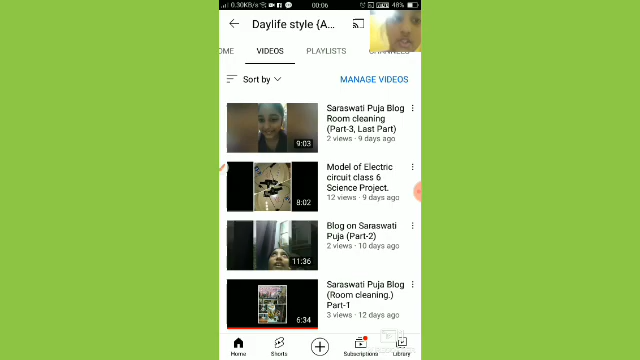 0.30KB/s
00:06
48%
Daylife style {A...
OME
VIDEOS
PLAYLISTS
CHANNELS
Sort by
MANAGE VIDEOS
Saraswati Puja Blog
Room cleaning
(Part-3, Last Part)
2 views · 9 days ago
9:03
Model of Electric
circuit class 6
Science Project.
12 views · 9 days ago
8:02
Blog on Saraswati
Puja (Part-2)
2 views · 10 days ago
11:36
Saraswati Puja Blog
(Room cleaning.)
Part-1
3 views · 12 days ago
6:34
Home
Shorts
Subscriptions
Library